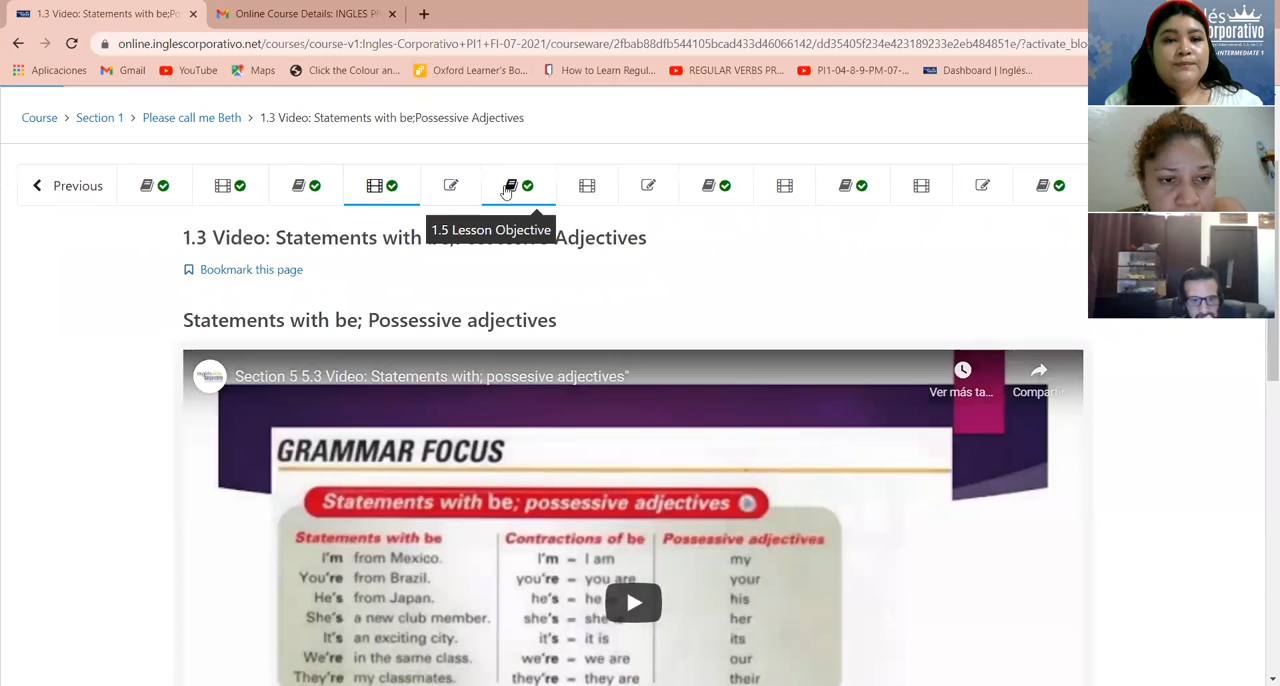 1.3 Video: Statements with be;Po
Online Course Details: INGLES P
online.inglescorporativo.net/courses/course-v1:Ingles-Corporativo+PI1+FI-07-2021/courseware/2fbab88dfb544105bcad433d46066142/dd35405f234e423189233e2eb484851e/?activate_blo
Aplicaciones
Gmail
YouTube
Maps
Click the Colour an...
Oxford Learner's Bo...
How to Learn Regul...
REGULAR VERBS PR...
PI1-04-8-9-PM-07-...
Dashboard | Inglés...
-INTERMEDIATE 1
Course > Section 1 > Please call me Beth > 1.3 Video: Statements with be;Possessive Adjectives
Previous
1.5 Lesson Objective
1.3 Video: Statements with Adjectives
Bookmark this page
Statements with be; Possessive adjectives
Section 5 5.3 Video: Statements with; possesive adjectives"
Ver más ta...
Compartir
GRAMMAR FOCUS
Statements with be; possessive adjectives
Statements with be Contractions of be Possessive adjectives
I'm from Mexico. I'm = I am my
You're from Brazil. you're = you are your
He's from Japan. he's = he his
She's a new club member. she's = she her
It's an exciting city. it's = it is its
We're in the same class. we're = we are our
They're my classmates. they're = they are their